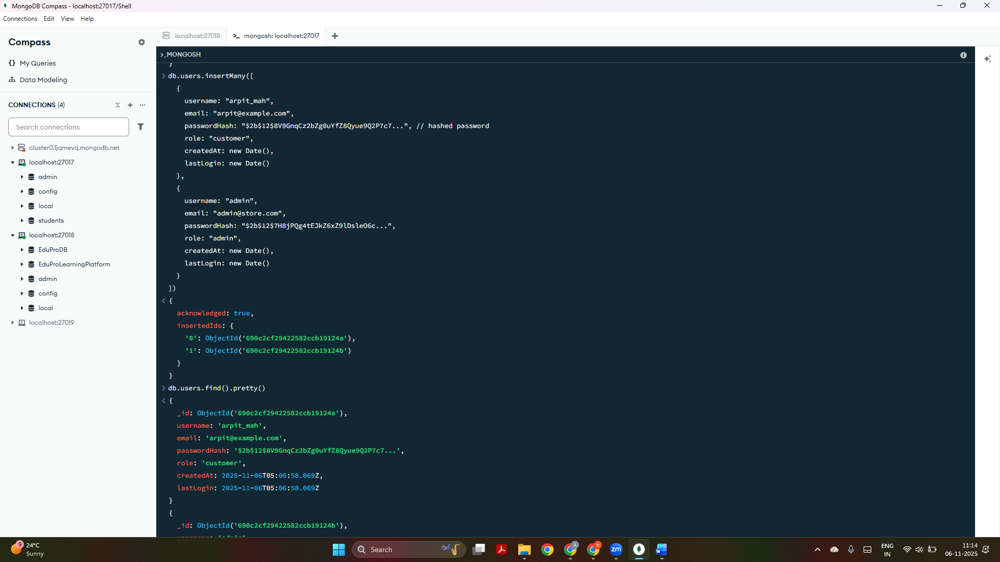 MongoDB Compass - localhost:27017/Shell
Connections Edit View Help
Compass
My Queries
Data Modeling
CONNECTIONS (4)
Search connections
cluster0.1jqmevq.mongodb.net
localhost:27017
admin
config
local
students
localhost:27018
EduProDB
EduProLearningPlatform
admin
config
local
localhost:27019
localhost:27018
>_ mongosh: localhost:27017
>_MONGOSH
}
> db.users.insertMany([
{
username: "arpit_mah",
email: "arpit@example.com",
passwordHash: "$2b$12$8V9GnqCz2bZg0uYfZ8Qyue9Q2P7c7...", // hashed password
role: "customer",
createdAt: new Date(),
lastLogin: new Date()
},
{
username: "admin",
email: "admin@store.com",
passwordHash: "$2b$12$7H8jPQg4tEJkZ6xZ9lDsleO6c...",
role: "admin",
createdAt: new Date(),
lastLogin: new Date()
}
])
< {
acknowledged: true,
insertedIds: {
'0': ObjectId('690c2cf29422582ccb19124a'),
'1': ObjectId('690c2cf29422582ccb19124b')
}
}
> db.users.find().pretty()
< {
_id: ObjectId('690c2cf29422582ccb19124a'),
username: 'arpit_mah',
email: 'arpit@example.com',
passwordHash: '$2b$12$8V9GnqCz2bZg0uYfZ8Qyue9Q2P7c7...',
role: 'customer',
createdAt: 2025-11-06T05:06:58.069Z,
lastLogin: 2025-11-06T05:06:58.069Z
}
{
_id: ObjectId('690c2cf29422582ccb19124b'),
9
24°C
Sunny
Search
A
b
zm
ENG
IN
11:14
06-11-2025